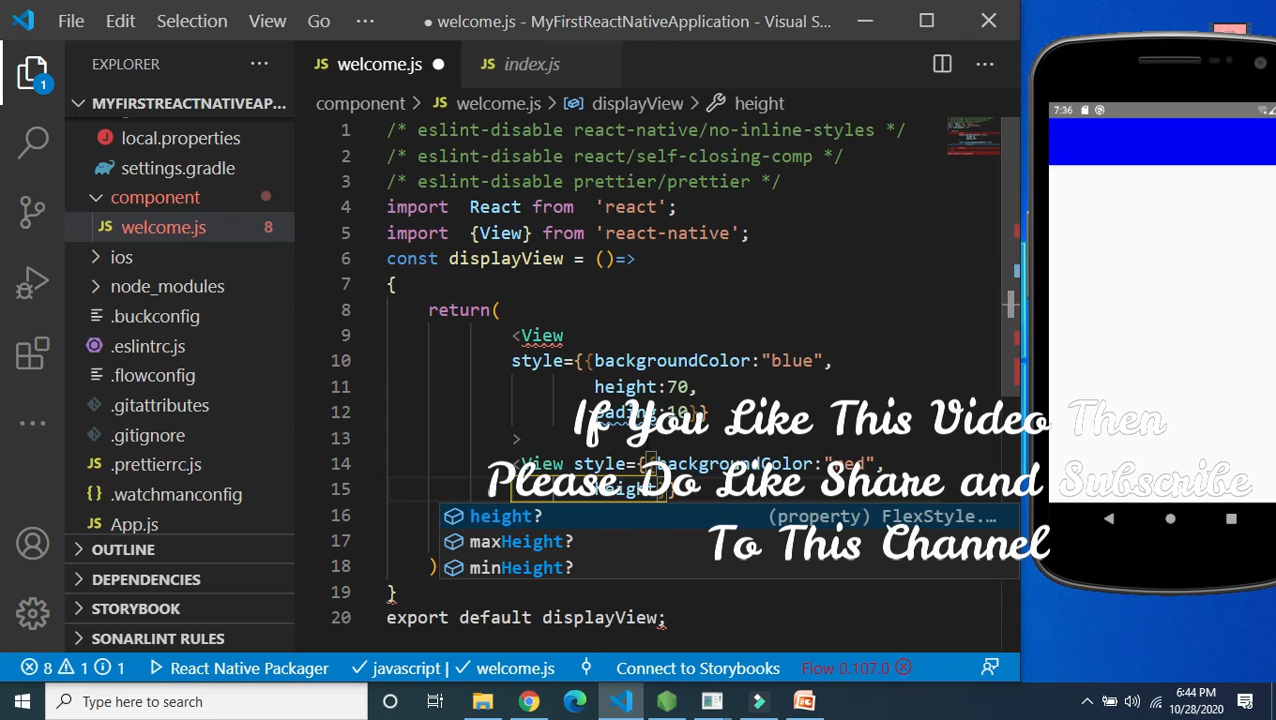 File Edit Selection View Go ··· ● welcome.js - MyFirstReactNativeApplication - Visual S...
EXPLORER ···
1
MYFIRSTREACTNATIVEAP...
local.properties
settings.gradle
component
JS welcome.js 8
ios
node_modules
.buckconfig
.eslintrc.js
.flowconfig
.gitattributes
.gitignore
.prettierrc.js
.watchmanconfig
App.js
OUTLINE
DEPENDENCIES
STORYBOOK
SONARLINT RULES
JS welcome.js ● JS index.js ···
component JS welcome.js displayView height
1 /* eslint-disable react-native/no-inline-styles */
2 /* eslint-disable react/self-closing-comp */
3 /* eslint-disable prettier/prettier */
4 import React from 'react';
5 import {View} from 'react-native';
6 const displayView = ()=>
7 {
8 return(
9 <View
10 style={{backgroundColor:"blue",
11 height:70,
12 pading:10}}
13 >
14 <View style={{backgroundColor:"red",
15 height}}
16
17
18 )
19 }
20 export default displayView;
height? (property) FlexStyle.…
maxHeight?
minHeight?
If You Like This Video Then
Please Do Like Share and Subscribe
To This Channel
7:36
8 1 1 React Native Packager javascript | welcome.js Connect to Storybooks Flow 0.107.0
Type here to search
6:44 PM
10/28/2020